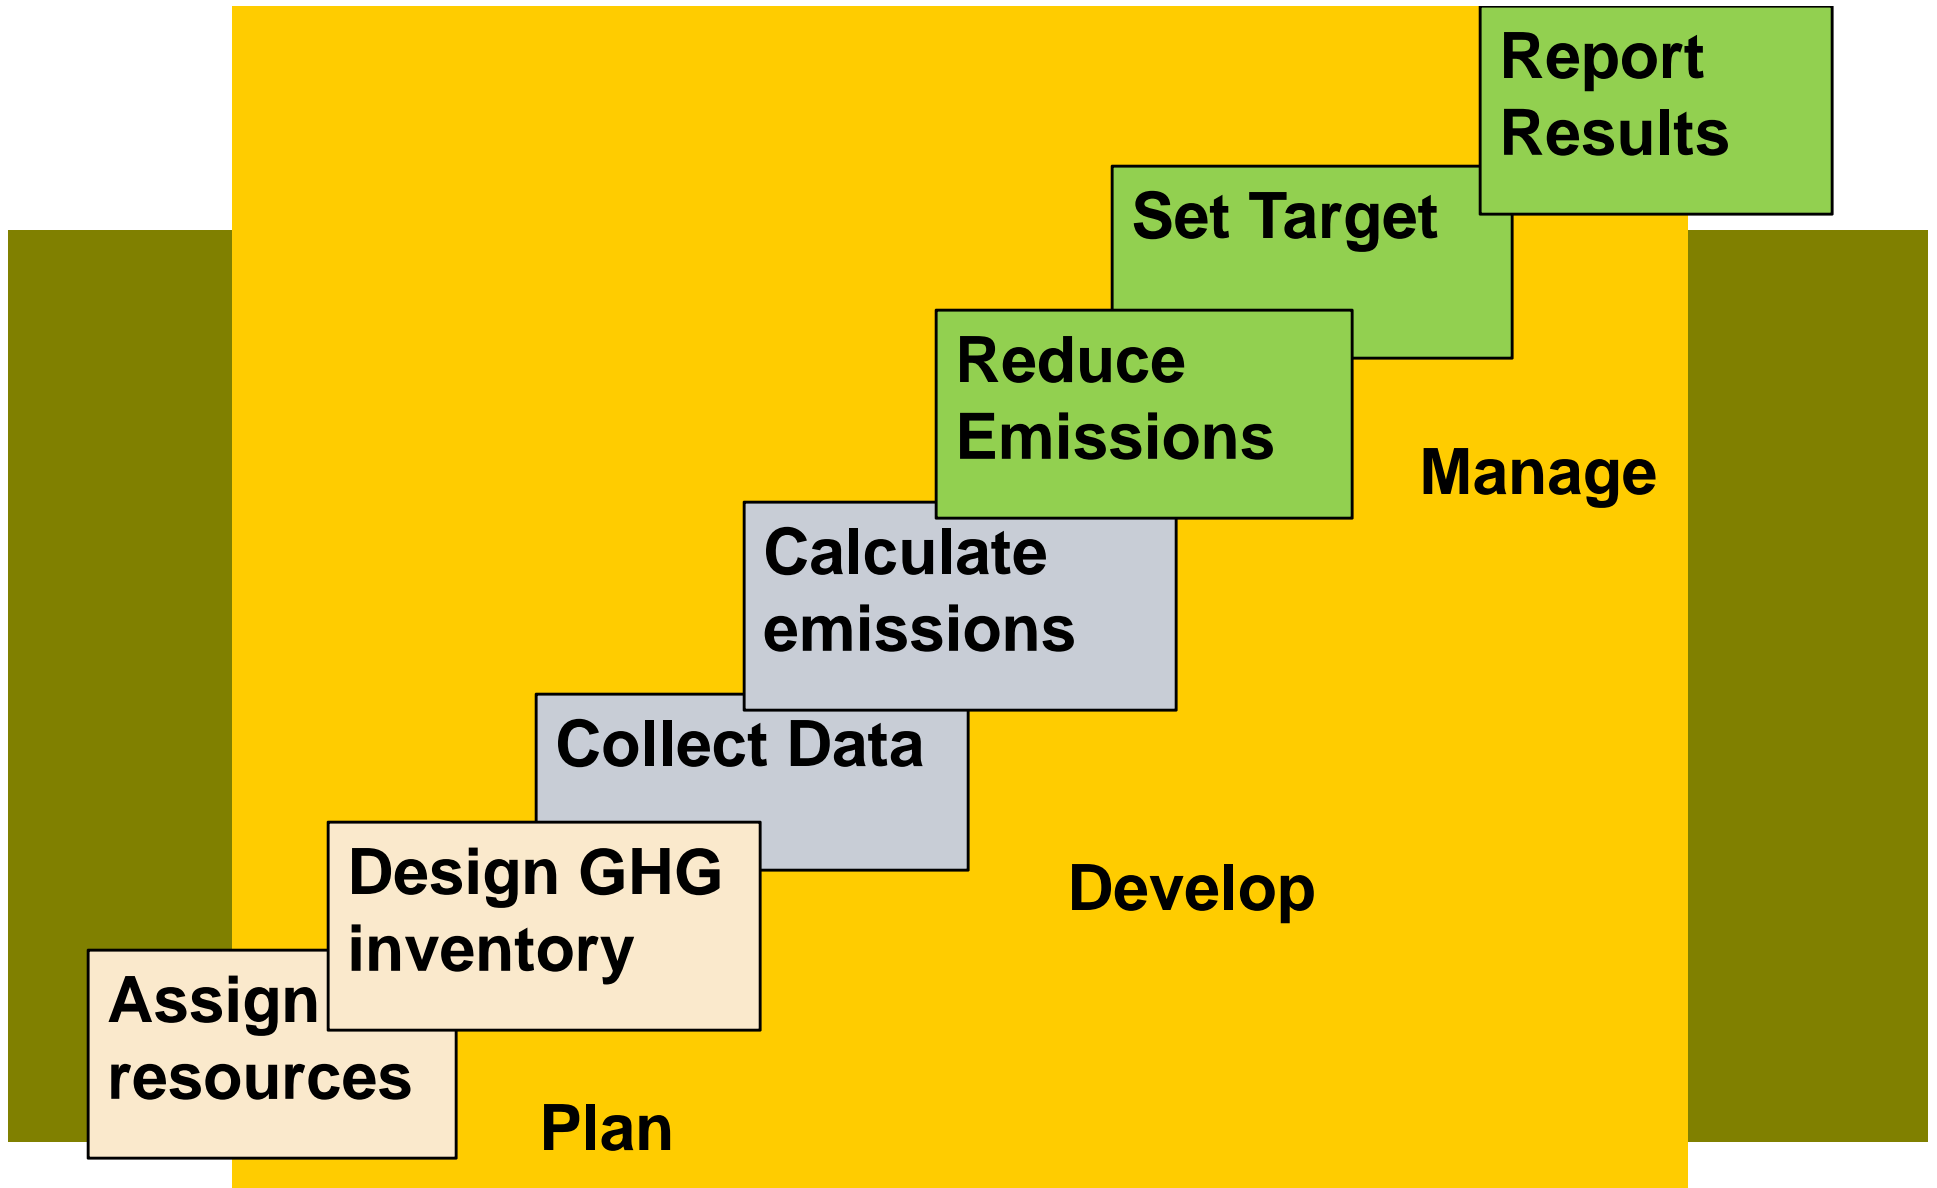 Report
Results
Set Target
Reduce
Emissions
Manage
Calculate
emissions
Collect Data
Design GHG
inventory
Develop
Assign
resources
Plan